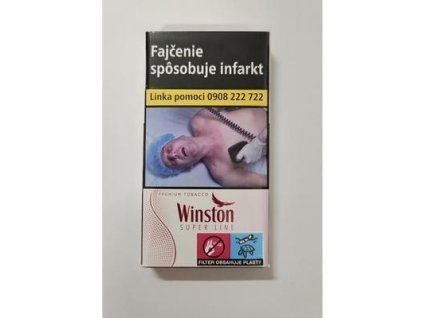 Fajčenie
spôsobuje infarkt
Linka pomoci 0908 222 722
PREMIUM TOBACCO
Winston
SUPER LINE
FILTER OBSAHUJE PLASTY